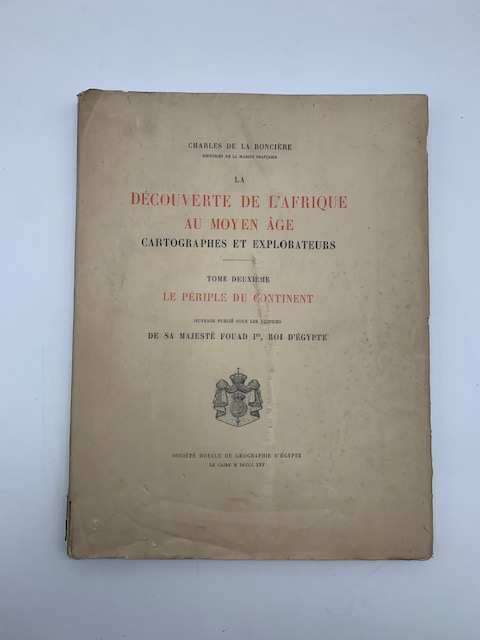 CHARLES DE LA RONCIÈRE
HISTORIEN DE LA MARINE FRANÇAISE
LA
DÉCOUVERTE DE L'AFRIQUE
AU MOYEN ÂGE
CARTOGRAPHES ET EXPLORATEURS
TOME DEUXIÈME
LE PÉRIPLE DU CONTINENT
OUVRAGE PUBLIÉ SOUS LES AUSPICES
DE SA MAJESTÉ FOUAD Iᴱᴿ, ROI D'ÉGYPTE
SOCIÉTÉ ROYALE DE GÉOGRAPHIE D'ÉGYPTE
LE CAIRE M DCCCC XXV